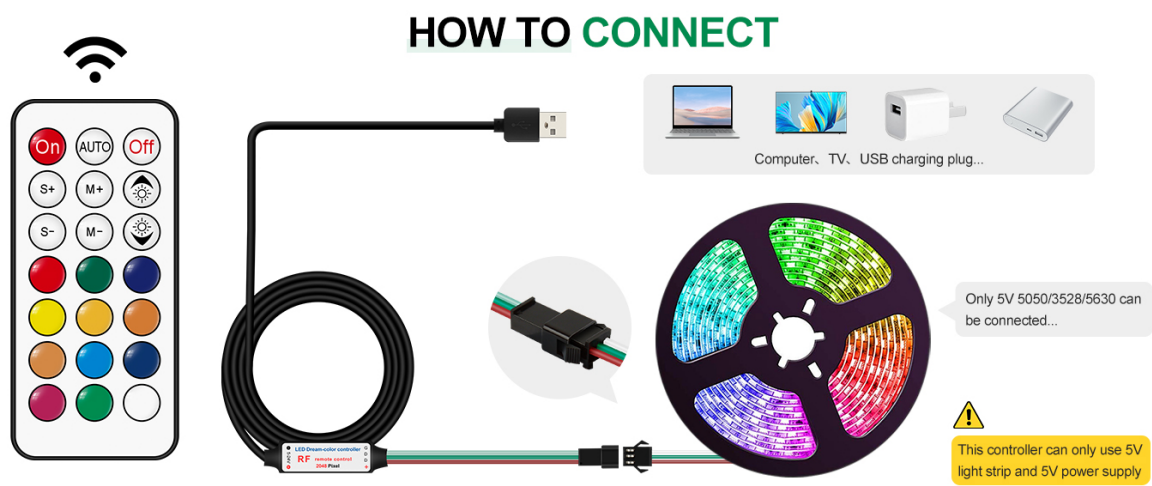 HOW TO CONNECT
On AUTO Off
S+ M+
S- M-
Computer、TV、USB charging plug...
Only 5V 5050/3528/5630 can
be connected...
LED Dream-color controller
RF remote control
2048 Pixel
This controller can only use 5V
light strip and 5V power supply